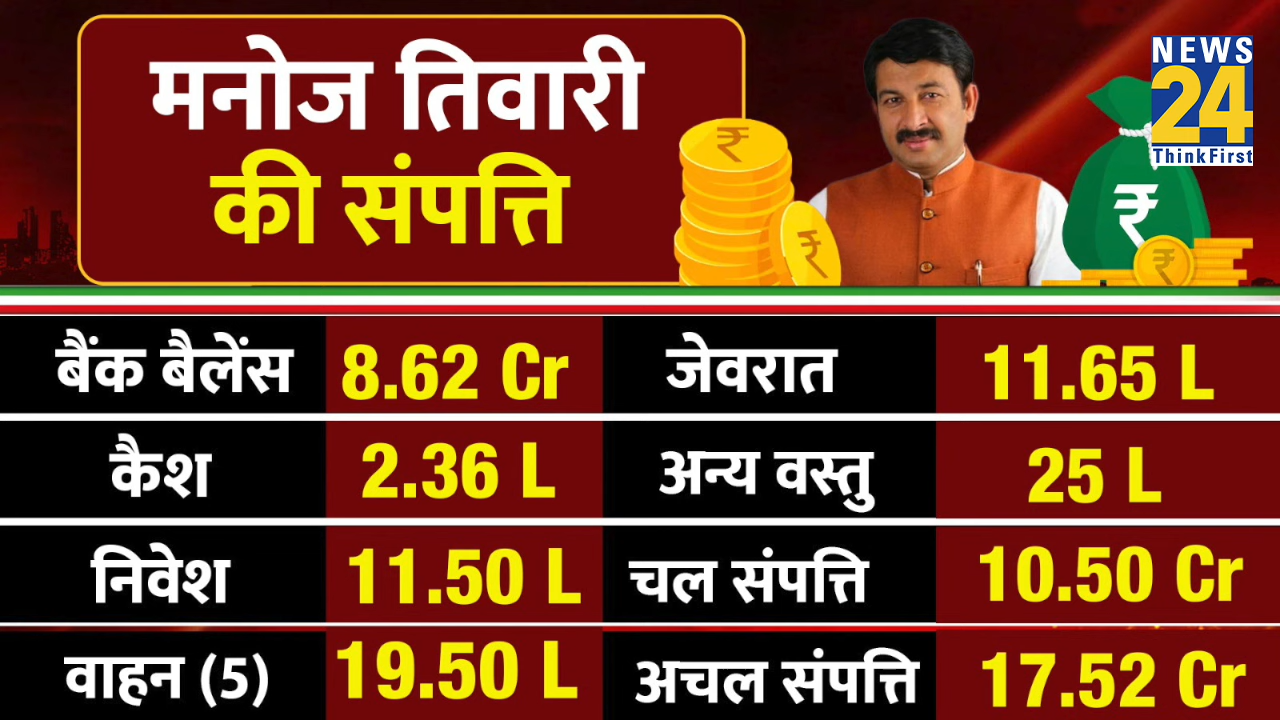 मनोज तिवारी
की संपत्ति
NEWS
24
ThinkFirst
बैंक बैलेंस 8.62 Cr जेवरात 11.65 L
कैश 2.36 L अन्य वस्तु 25 L
निवेश 11.50 L चल संपत्ति 10.50 Cr
वाहन (5) 19.50 L अचल संपत्ति 17.52 Cr